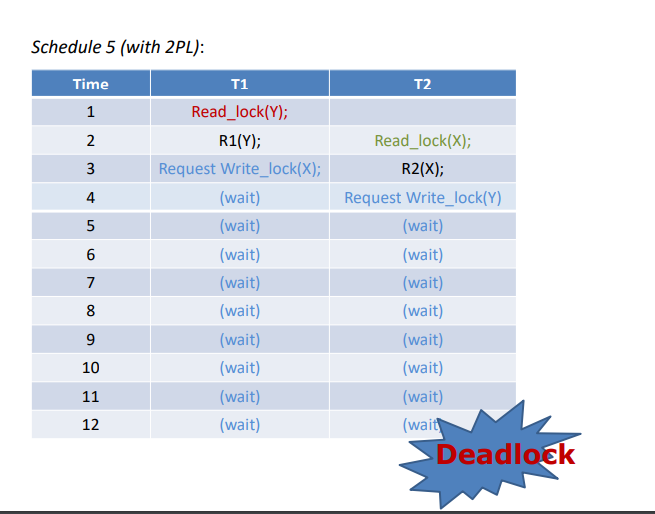 Schedule 5 (with 2PL):
Time T1 T2
1 Read_lock(Y);
2 R1(Y); Read_lock(X);
3 Request Write_lock(X); R2(X);
4 (wait) Request Write_lock(Y)
5 (wait) (wait)
6 (wait) (wait)
7 (wait) (wait)
8 (wait) (wait)
9 (wait) (wait)
10 (wait) (wait)
11 (wait) (wait)
12 (wait) (wait
Deadlock